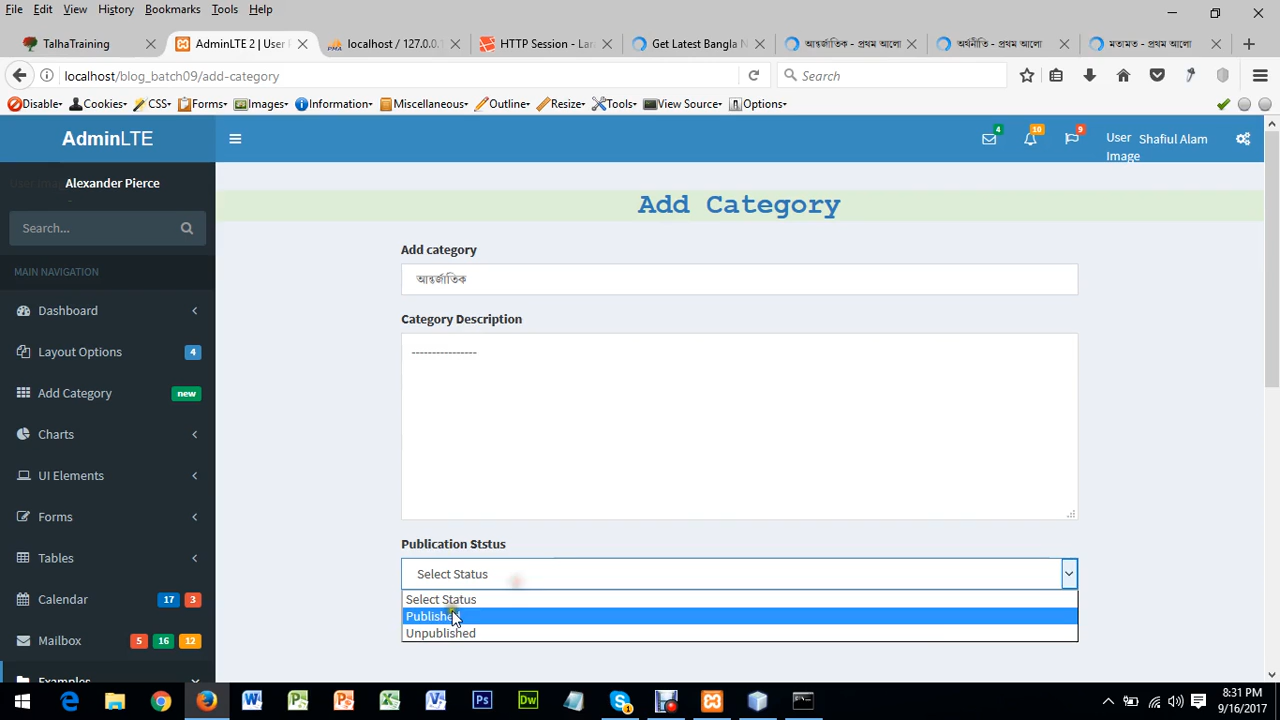 File Edit View History Bookmarks Tools Help
TalhaTraining
AdminLTE 2 | User P
localhost / 127.0.0.1
HTTP Session - Lar
Get Latest Bangla N
আন্তর্জাতিক - প্রথম আলো
অর্থনীতি - প্রথম আলো
মতামত - প্রথম আলো
localhost/blog_batch09/add-category
Search
Disable Cookies CSS Forms Images Information Miscellaneous Outline Resize Tools View Source Options
AdminLTE
4
10
9
User Image
Shafiul Alam
Alexander Pierce
Search...
MAIN NAVIGATION
Dashboard
Layout Options 4
Add Category new
Charts
UI Elements
Forms
Tables
Calendar 17 3
Mailbox 5 16 12
Examples
Add Category
Add category
আন্তর্জাতিক
Category Description
----------------
Publication Ststus
Select Status
Select Status
Published
Unpublished
8:31 PM
9/16/2017